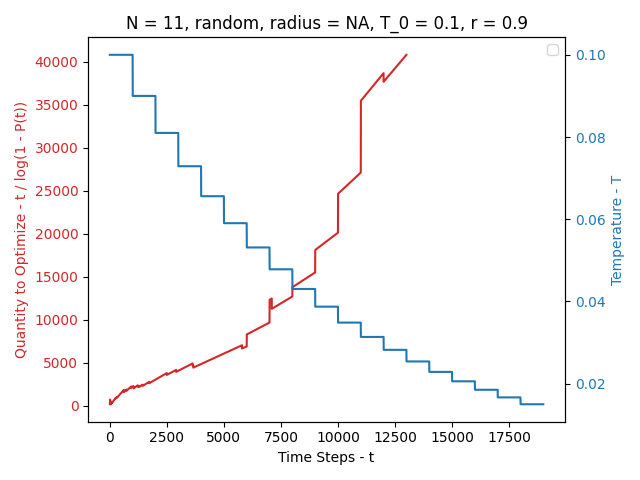 N = 11, random, radius = NA, T_0 = 0.1, r = 0.9
Quantity to Optimize - t / log(1 - P(t))
40000
35000
30000
25000
20000
15000
10000
5000
0
0.10
0.08
0.06
0.04
0.02
Temperature - T
0 2500 5000 7500 10000 12500 15000 17500
Time Steps - t